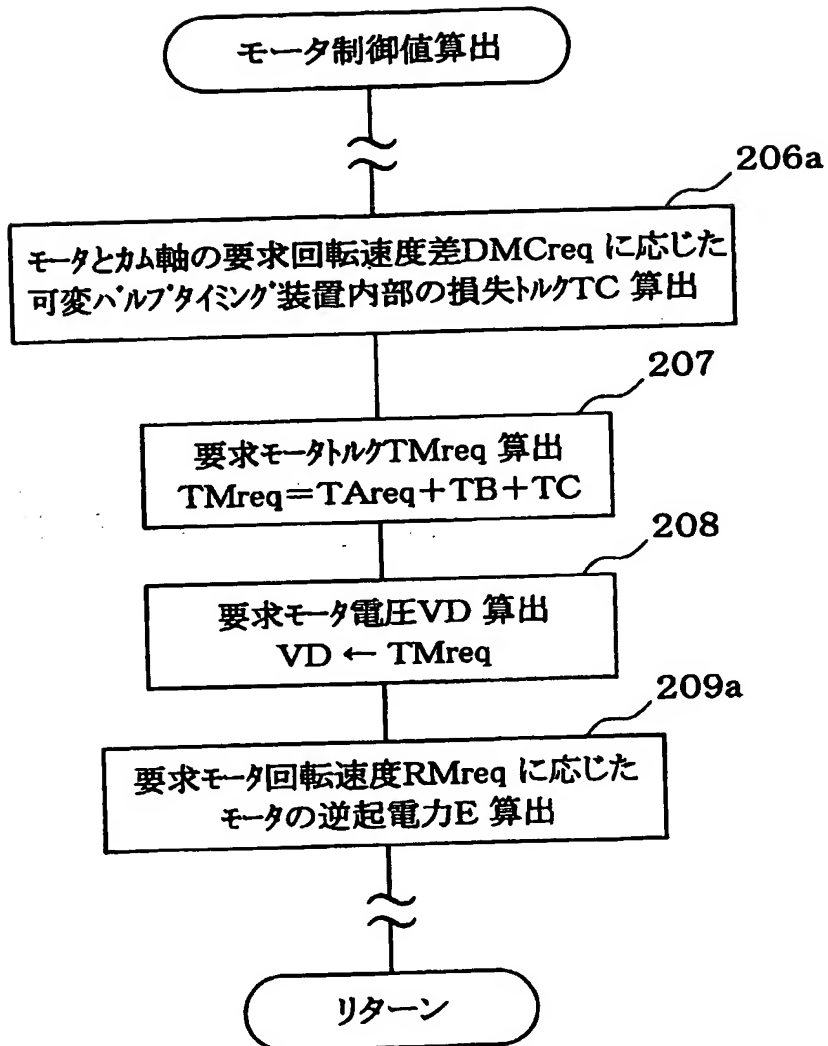 モータ制御値算出
206a
モータとカム軸の要求回転速度差DMCreq に応じた
可変バルブタイミング装置内部の損失トルクTC 算出
207
要求モータトルクTMreq 算出
TMreq=TAreq+TB+TC
208
要求モータ電圧VD 算出
VD ← TMreq
209a
要求モータ回転速度RMreq に応じた
モータの逆起電力E 算出
リターン